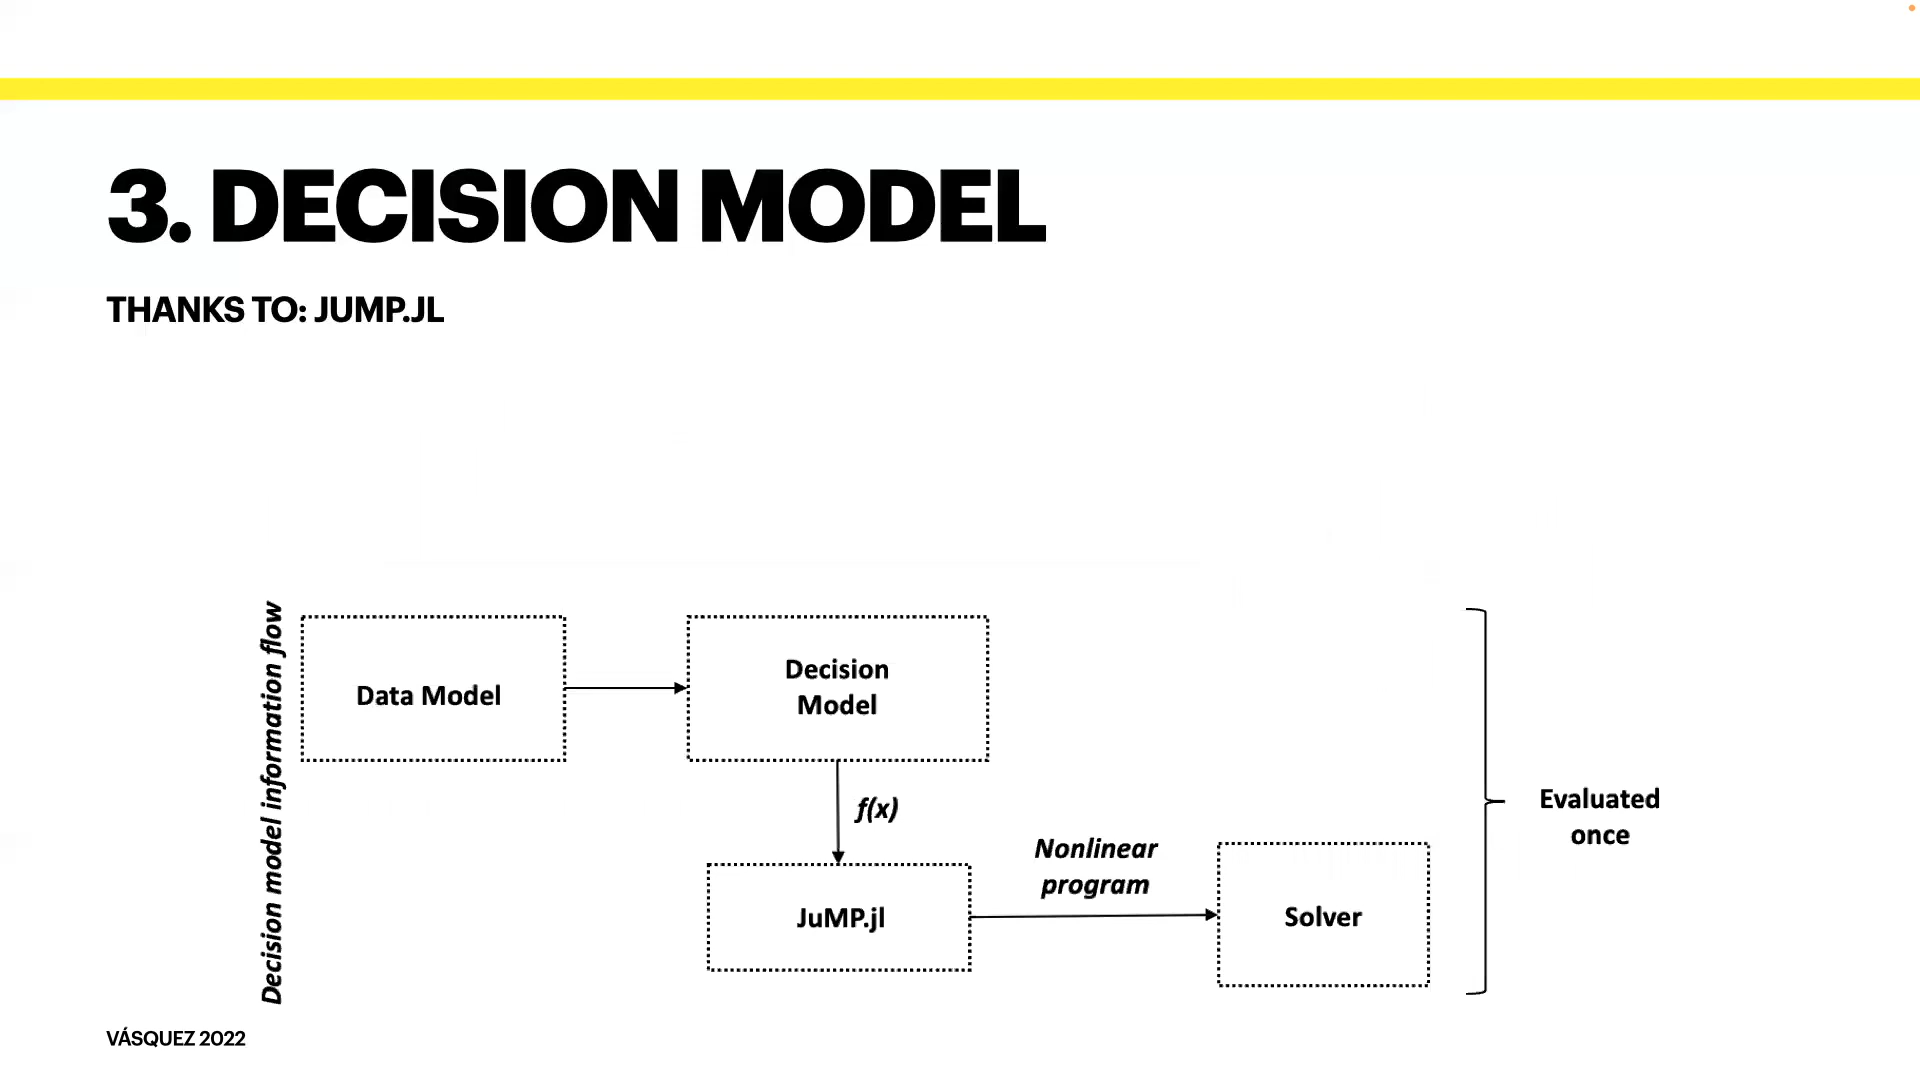 3. DECISION MODEL
THANKS TO: JUMP.JL
Decision model information flow
Data Model
Decision
Model
f(x)
JuMP.jl
Nonlinear
program
Solver
Evaluated
once
VÁSQUEZ 2022